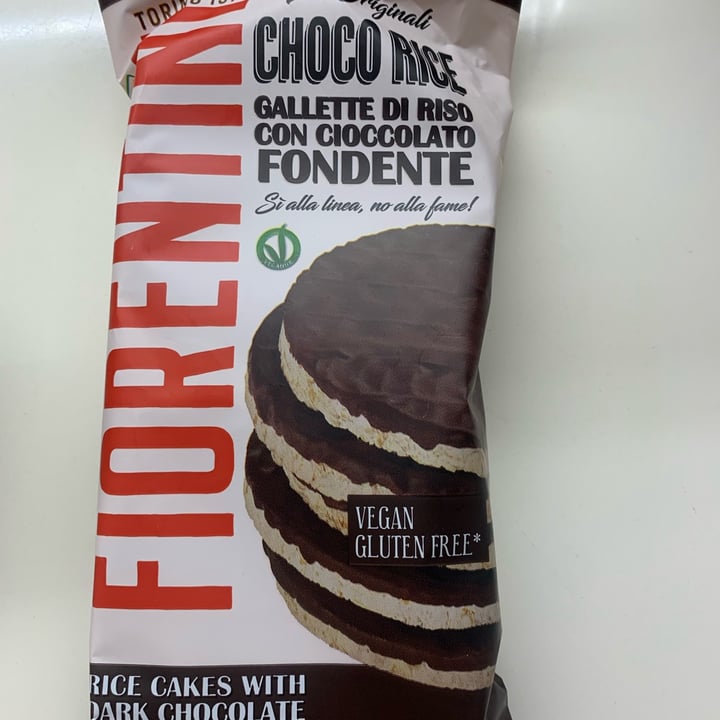 TORINO
Originali
CHOCO RICE
GALLETTE DI RISO
CON CIOCCOLATO
FONDENTE
Sì alla linea, no alla fame!
FIORENTINI
VEGAN
GLUTEN FREE*
RICE CAKES WITH
DARK CHOCOLATE